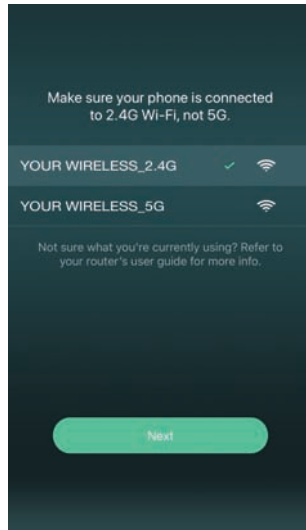 Make sure your phone is connected
to 2.4G Wi-Fi, not 5G.
YOUR WIRELESS_2.4G
YOUR WIRELESS_5G
Not sure what you're currently using? Refer to
your router's user guide for more info.
Next